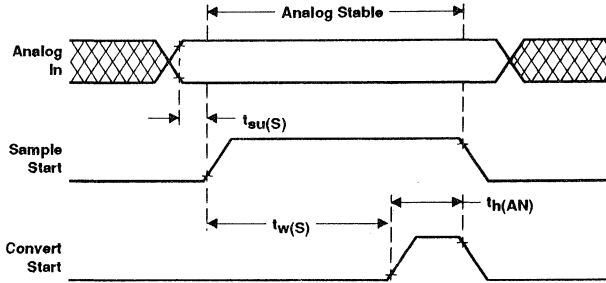 Analog Stable
Analog
In
tsu(S)
Sample
Start
th(AN)
tw(S)
Convert
Start